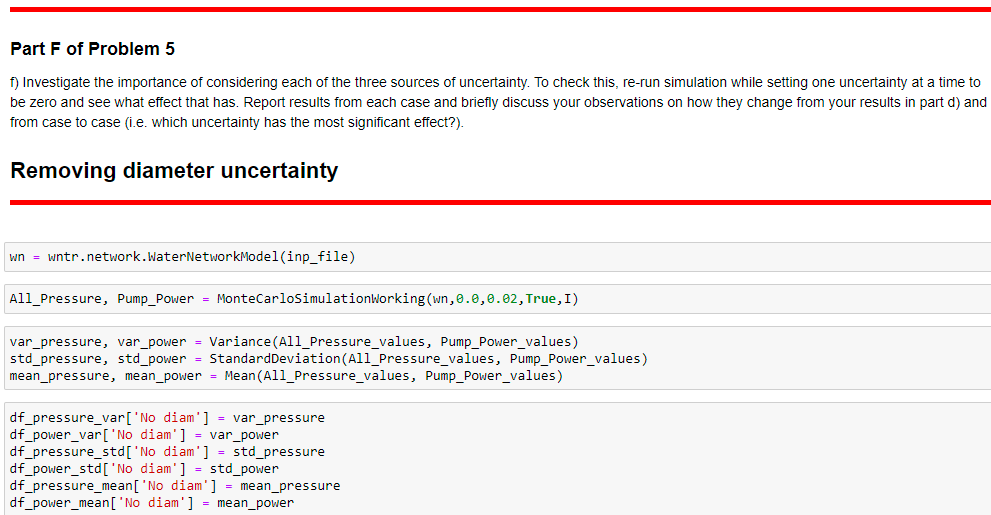 Part F of Problem 5
f) Investigate the importance of considering each of the three sources of uncertainty. To check this, re-run simulation while setting one uncertainty at a time to
be zero and see what effect that has. Report results from each case and briefly discuss your observations on how they change from your results in part d) and
from case to case (i.e. which uncertainty has the most significant effect?).
Removing diameter uncertainty
wn = wntr.network.WaterNetworkModel(inp_file)
All_Pressure, Pump_Power = MonteCarloSimulationWorking(wn,0.0,0.02,True,I)
var_pressure, var_power = Variance(All_Pressure_values, Pump_Power_values)
std_pressure, std_power = StandardDeviation(All_Pressure_values, Pump_Power_values)
mean_pressure, mean_power = Mean(All_Pressure_values, Pump_Power_values)
df_pressure_var['No diam'] = var_pressure
df_power_var['No diam'] = var_power
df_pressure_std['No diam'] = std_pressure
df_power_std['No diam'] = std_power
df_pressure_mean['No diam'] = mean_pressure
df_power_mean['No diam'] = mean_power